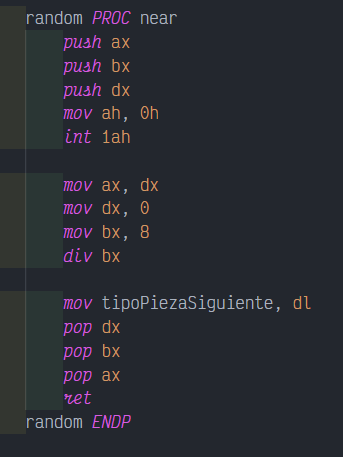 random PROC near
push ax
push bx
push dx
mov ah, 0h
int 1ah
mov ax, dx
mov dx, 0
mov bx, 8
div bx
mov tipoPiezaSiguiente, dl
pop dx
pop bx
pop ax
ret
random ENDP